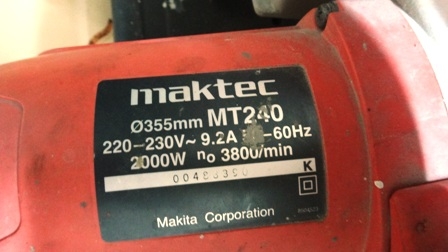 maktec
Ø355mm MT240
220-230V~ 9.2A -60Hz
2000W no 3800/min
K
Makita Corporation